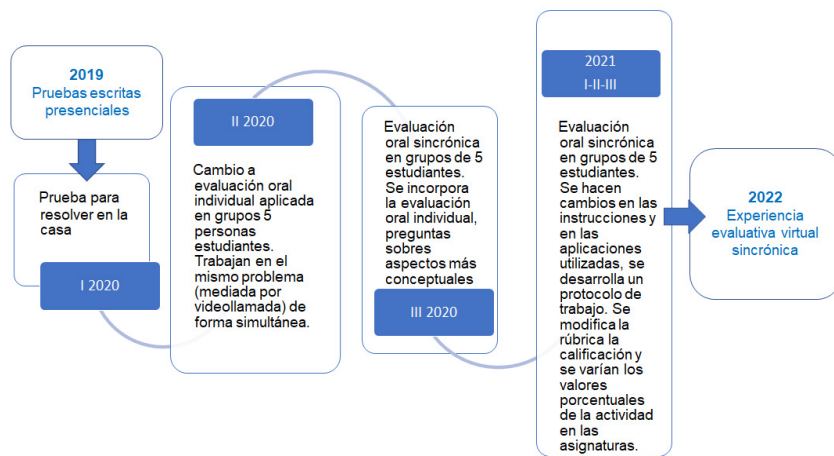 2019
Pruebas escritas
presenciales
Prueba para
resolver en la
casa
I 2020
II 2020
Cambio a
evaluación oral
individual aplicada
en grupos 5
personas
estudiantes.
Trabajan en el
mismo problema
(mediada por
videollamada) de
forma simultánea.
Evaluación
oral sincrónica
en grupos de 5
estudiantes.
Se incorpora
la evaluación
oral individual,
preguntas
sobre
aspectos más
conceptuales
III 2020
2021
I-II-III
Evaluación
oral sincrónica
en grupos de 5
estudiantes.
Se hacen
cambios en las
instrucciones y
en las
aplicaciones
utilizadas, se
desarrolla un
protocolo de
trabajo. Se
modifica la
rúbrica la
calificación y
se varían los
valores
porcentuales
de la actividad
en las
asignaturas.
2022
Experiencia
evaluativa virtual
sincrónica